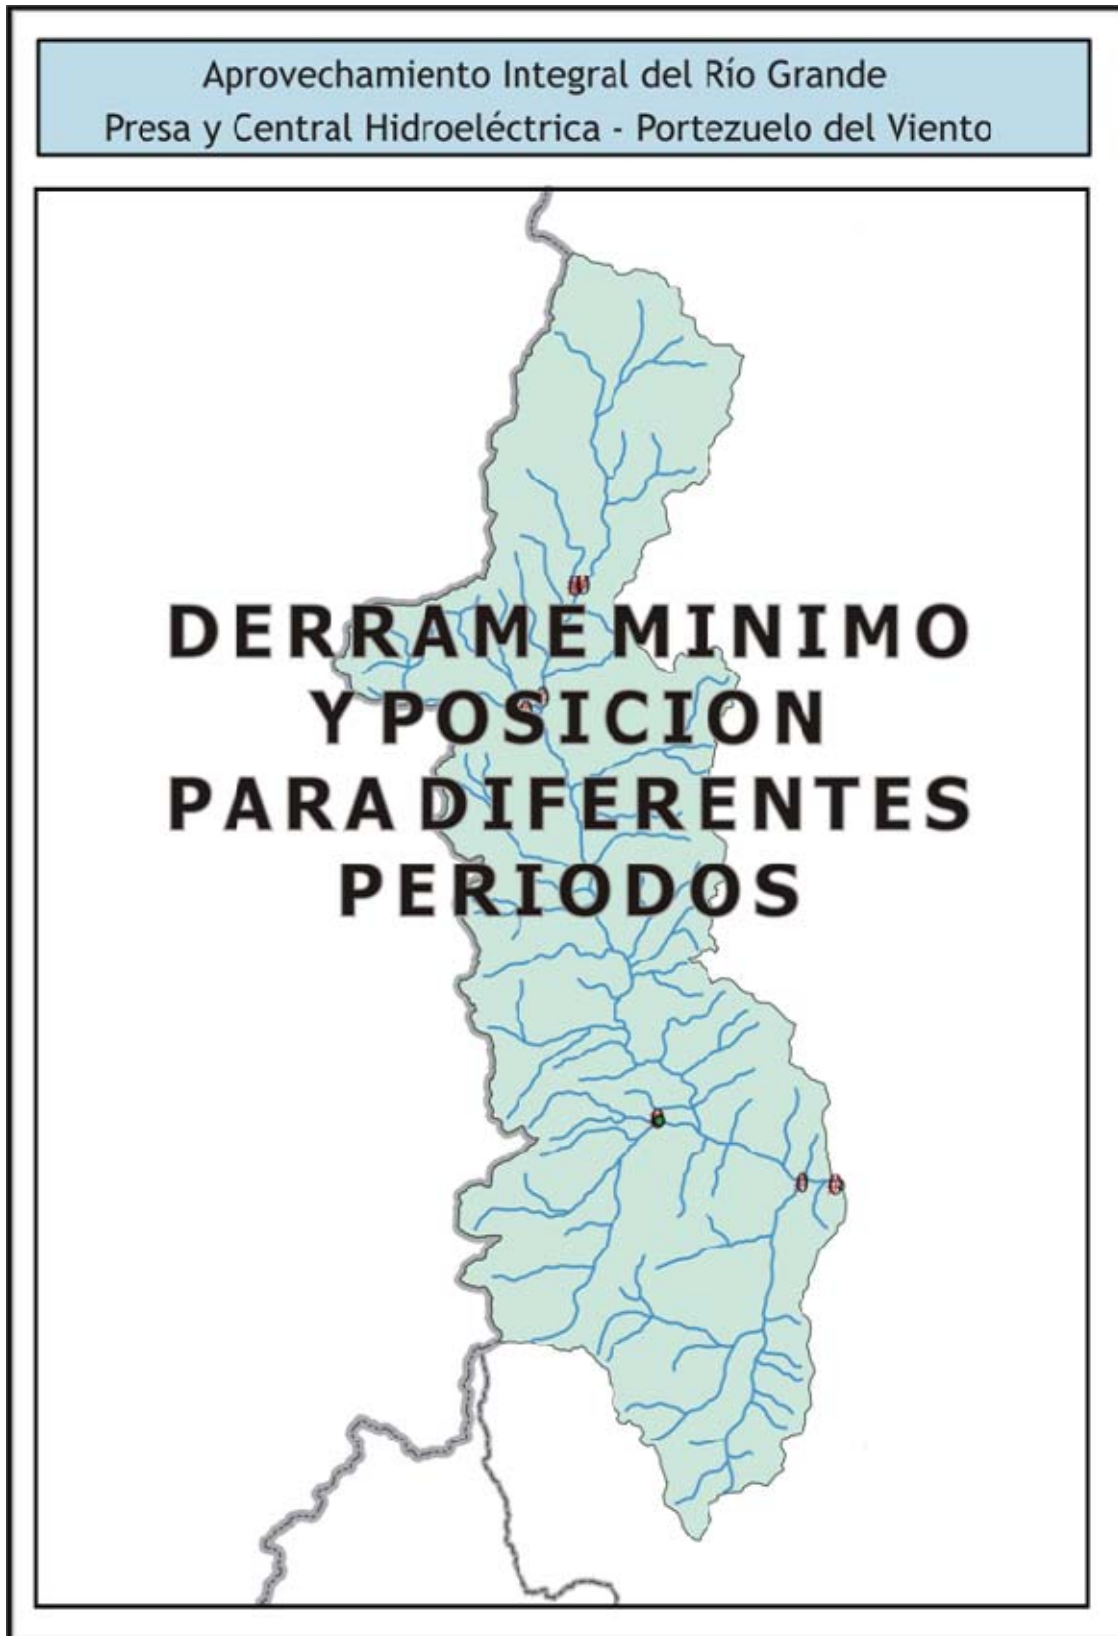 Aprovechamiento Integral del Río Grande
Presa y Central Hidroeléctrica - Portezuelo del Viento
DERRAME MINIMO
Y POSICION
PARA DIFERENTES
PERIODOS